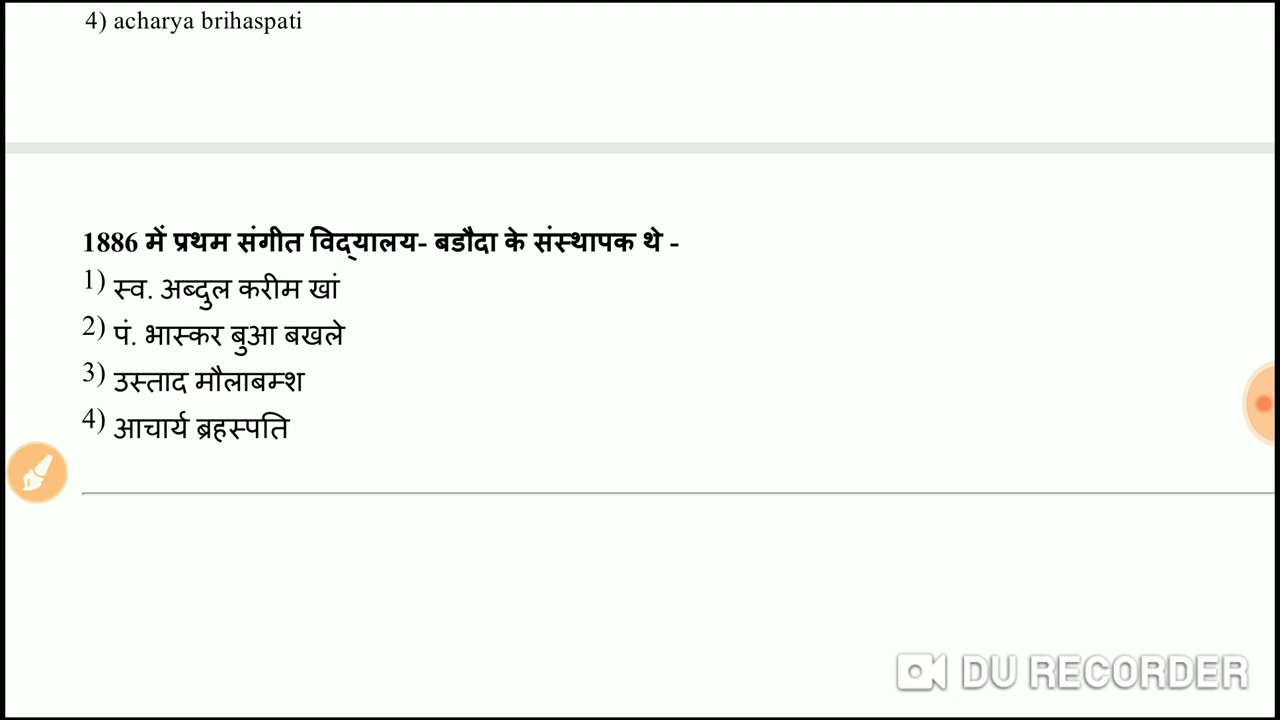 4) acharya brihaspati
1886 में प्रथम संगीत विद्यालय- बडौदा के संस्थापक थे -
1) स्व. अब्दुल करीम खां
2) पं. भास्कर बुआ बखले
3) उस्ताद मौलाबम्श
4) आचार्य ब्रहस्पति
DU RECORDER